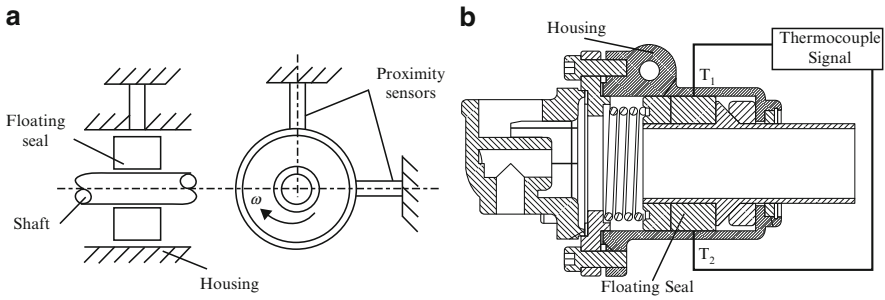 a
Floating
seal
Shaft
Housing
Proximity
sensors
ω
b
Housing
Thermocouple
Signal
T1
T2
Floating Seal